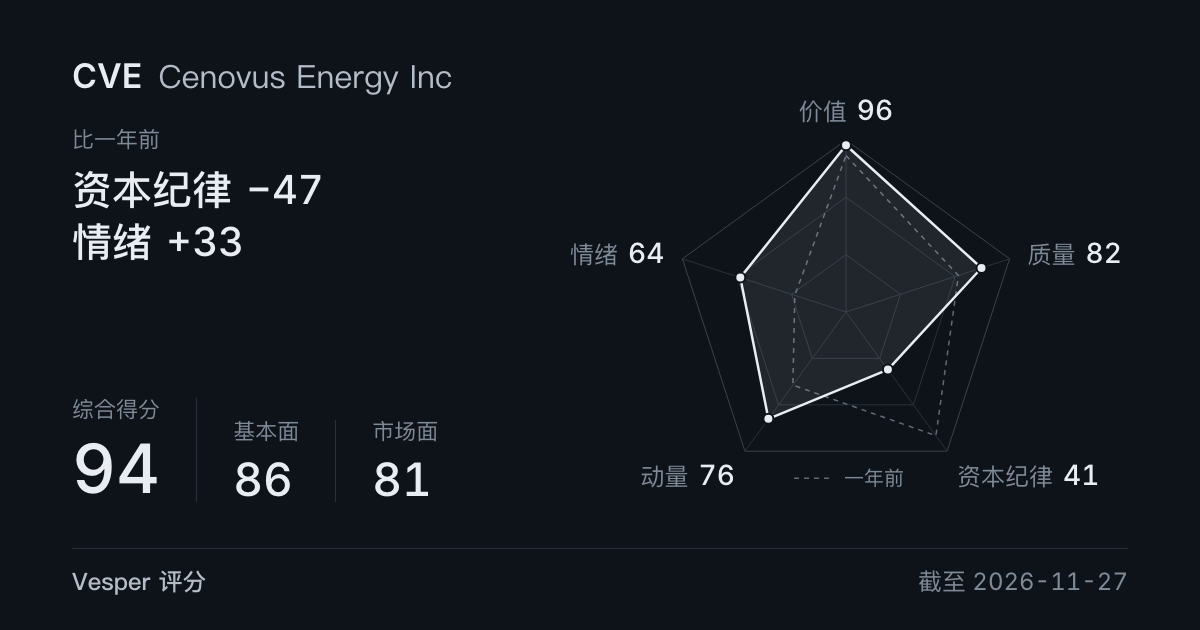 CVE Cenovus Energy Inc
比一年前
资本纪律 −47
情绪 +33
综合得分
94
基本面
86
市场面
81
价值 96
情绪 64
质量 82
动量 76
一年前
资本纪律 41
Vesper 评分
截至 2026-11-27